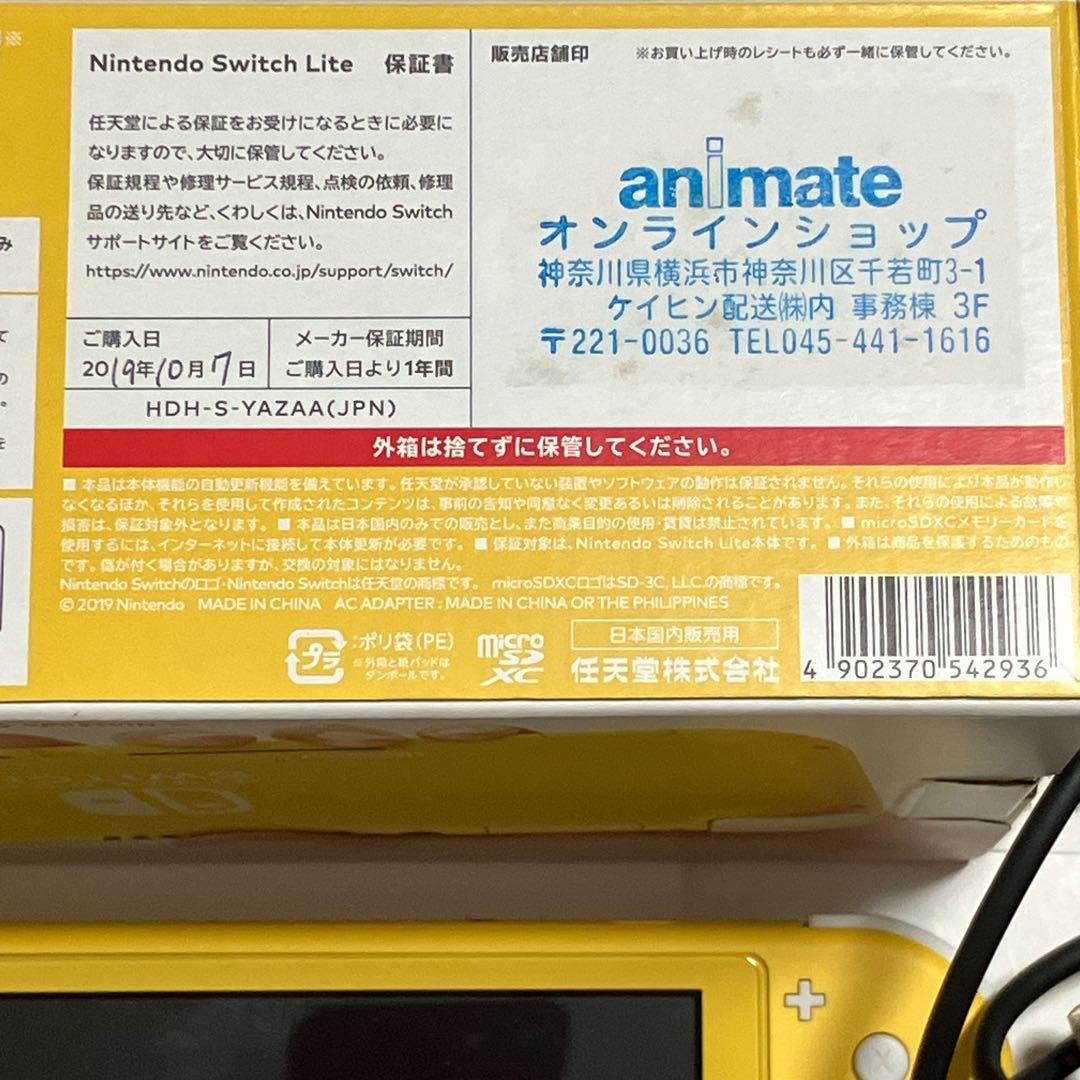 Nintendo Switch Lite 保証書
任天堂による保証をお受けになるときに必要に
なりますので、大切に保管してください。
保証規程や修理サービス規程、点検の依頼、修理
品の送り先など、くわしくは、Nintendo Switch
サポートサイトをご覧ください。
https://www.nintendo.co.jp/support/switch/
ご購入日
2019年10月7日
メーカー保証期間
ご購入日より1年間
HDH-S-YAZAA(JPN)
販売店舗印 ※お買い上げ時のレシートも必ず一緒に保管してください。
animate
オンラインショップ
神奈川県横浜市神奈川区千若町3-1
ケイヒン配送㈱内 事務棟 3F
〒221-0036 TEL045-441-1616
外箱は捨てずに保管してください。
■ 本品は本体機能の自動更新機能を備えています。任天堂が承認していない装置やソフトウェアの動作は保証されません。それらの使用により本品が動作し
なくなるほか、それらを使用して作成されたコンテンツは、事前の告知や同意なく変更あるいは削除されることがあります。また、それらの使用による故障や
損害は、保証対象外となります。 ■ 本品は日本国内のみでの販売とし、また商業目的の使用・賃貸は禁止されています。 ■ microSDXCメモリーカードを
使用するには、インターネットに接続して本体更新が必要です。 ■ 保証対象は、Nintendo Switch Lite本体です。 ■ 外箱は商品を保護するためのもの
です。傷が付く場合がありますが、交換の対象にはなりません。
Nintendo Switchのロゴ・Nintendo Switchは任天堂の商標です。 microSDXCロゴはSD-3C, LLC.の商標です。
© 2019 Nintendo MADE IN CHINA AC ADAPTER : MADE IN CHINA OR THE PHILIPPINES
プラ :ポリ袋(PE)
※外箱と紙パッドは
ダンボールです。
micro SD XC
日本国内販売用
任天堂株式会社
4 902370 542936
X